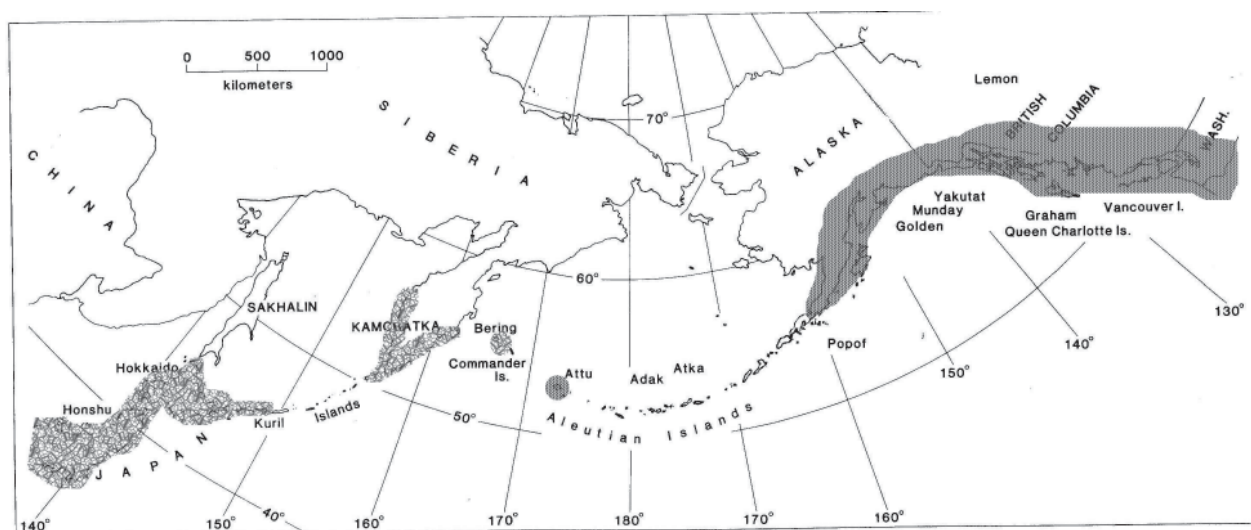 0 500 1000
kilometers
Lemon
BRITISH
COLUMBIA
WASH.
SIBERIA
70°
ALASKA
CHINA
Yakutat
Munday
Golden
Graham
Queen Charlotte Is.
Vancouver I.
60°
SAKHALIN
130°
KAMCHATKA
Bering
Commander
Is.
140°
Popof
Hokkaido
Attu
Adak
Atka
150°
Honshu
Kuril
Islands
50°
Aleutian Islands
JAPAN
40°
140°
150°
160°
170°
180°
170°
160°